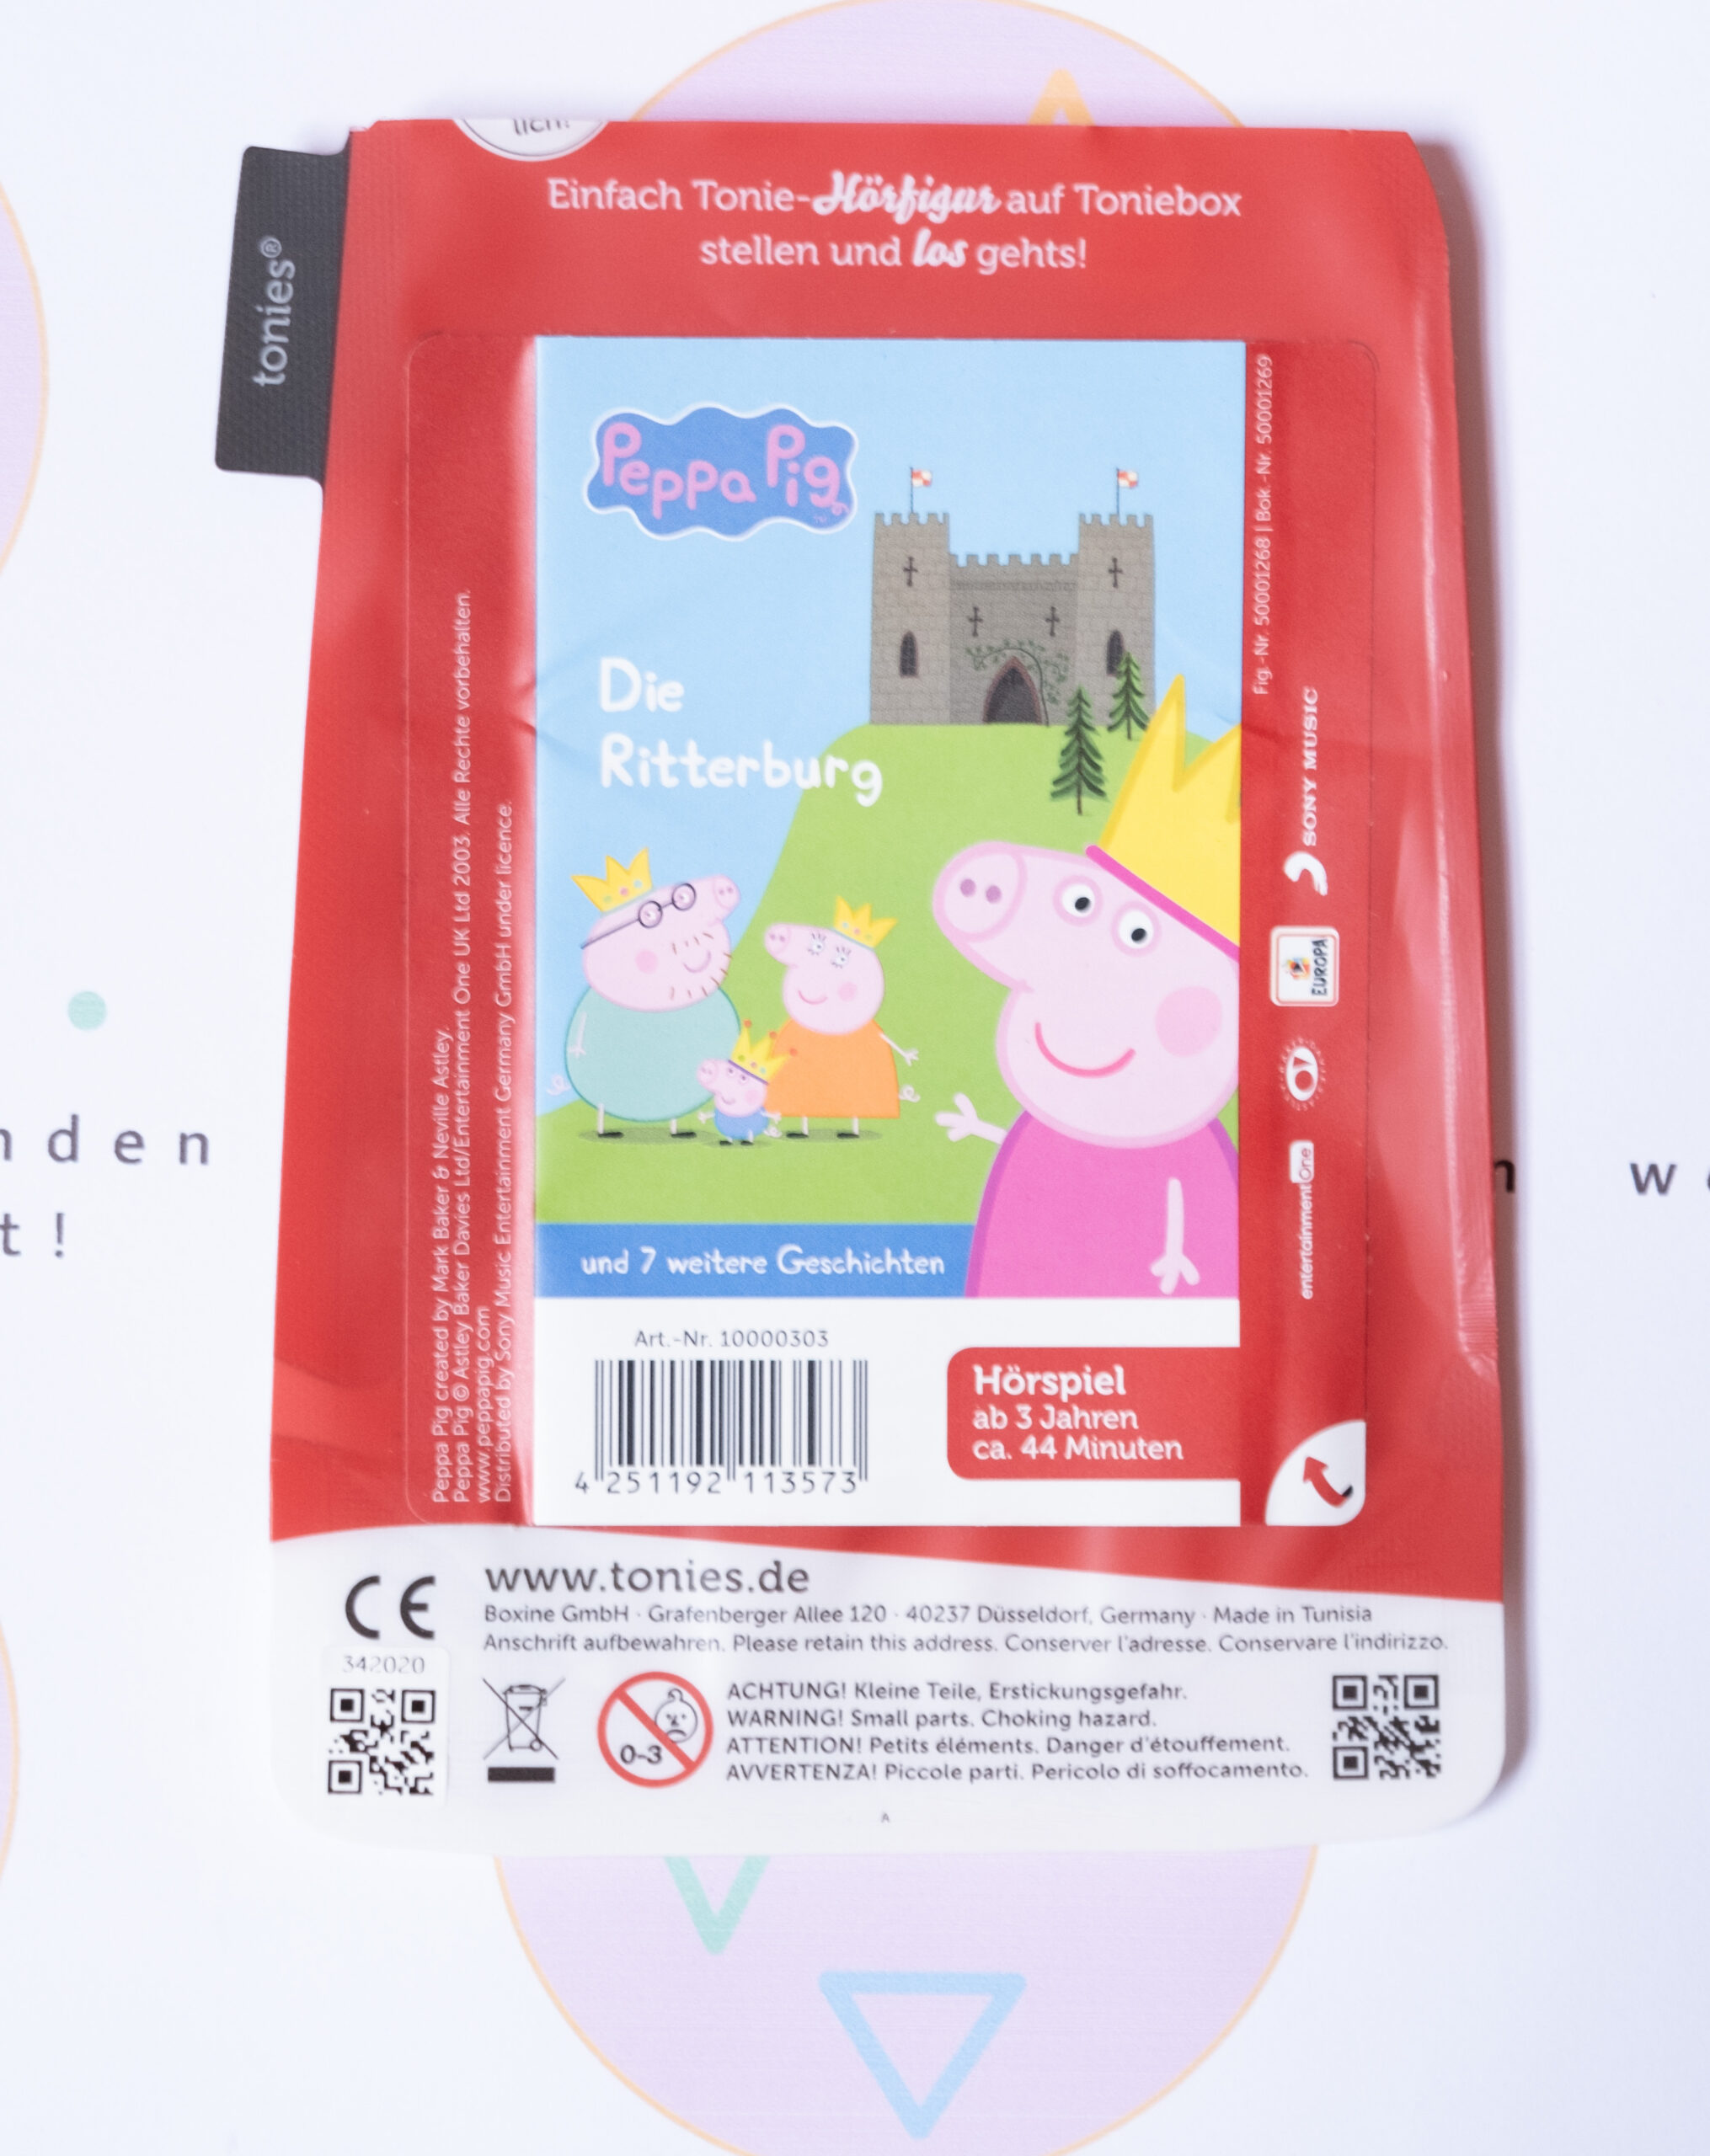 lich!
Einfach Tonie-Hörfigur auf Toniebox
stellen und los gehts!
tonies®
Peppa Pig
Die
Ritterburg
und 7 weitere Geschichten
Art.-Nr. 10000303
4 251192 113573
Hörspiel
ab 3 Jahren
ca. 44 Minuten
Peppa Pig created by Mark Baker & Neville Astley.
Peppa Pig © Astley Baker Davies Ltd/Entertainment One UK Ltd 2003. Alle Rechte vorbehalten.
www.peppapig.com
Distributed by Sony Music Entertainment Germany GmbH under licence.
Fig.-Nr. 50001268 | Bok.-Nr. 50001269
SONY MUSIC
EUROPA
entertainment One
CE
www.tonies.de
Boxine GmbH · Grafenberger Allee 120 · 40237 Düsseldorf, Germany · Made in Tunisia
Anschrift aufbewahren. Please retain this address. Conserver l'adresse. Conservare l'indirizzo.
342020
0-3
ACHTUNG! Kleine Teile, Erstickungsgefahr.
WARNING! Small parts. Choking hazard.
ATTENTION! Petits éléments. Danger d'étouffement.
AVVERTENZA! Piccole parti. Pericolo di soffocamento.
A
nden
t!